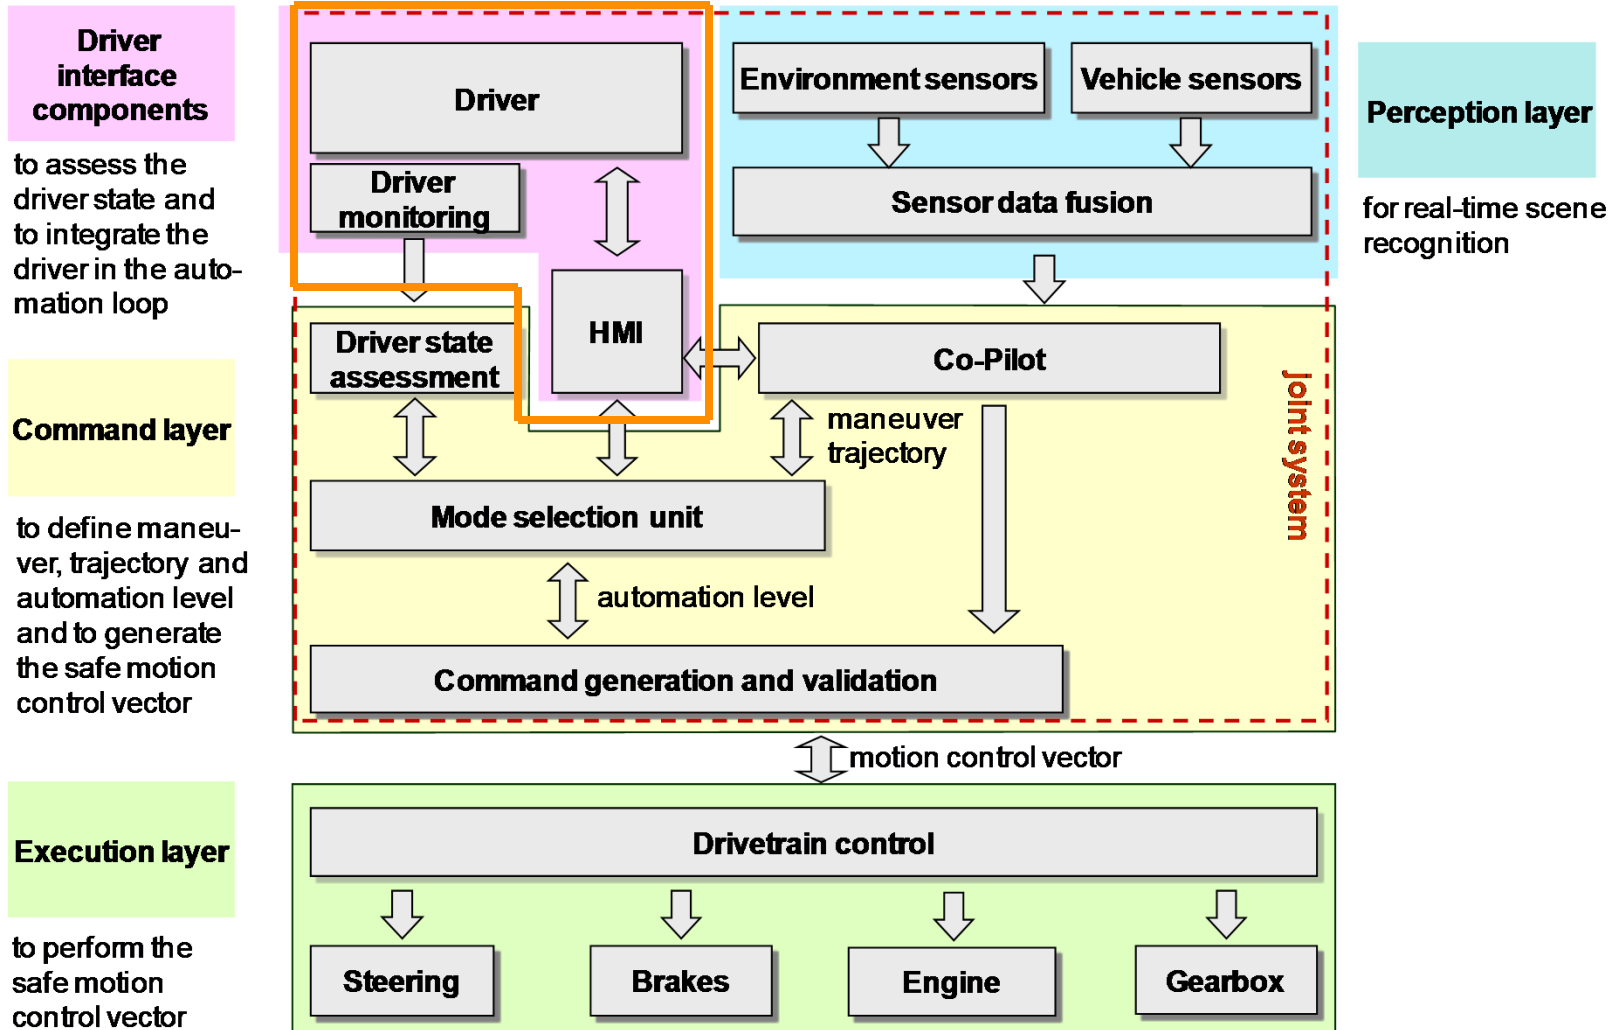 Driver
interface
components
to assess the
driver state and
to integrate the
driver in the auto-
mation loop
Command layer
to define maneu-
ver, trajectory and
automation level
and to generate
the safe motion
control vector
Execution layer
to perform the
safe motion
control vector
Driver
Driver
monitoring
HMI
Environment sensors
Vehicle sensors
Sensor data fusion
Perception layer
for real-time scene
recognition
Driver state
assessment
Co-Pilot
maneuver
trajectory
joint system
Mode selection unit
automation level
Command generation and validation
motion control vector
Drivetrain control
Steering
Brakes
Engine
Gearbox